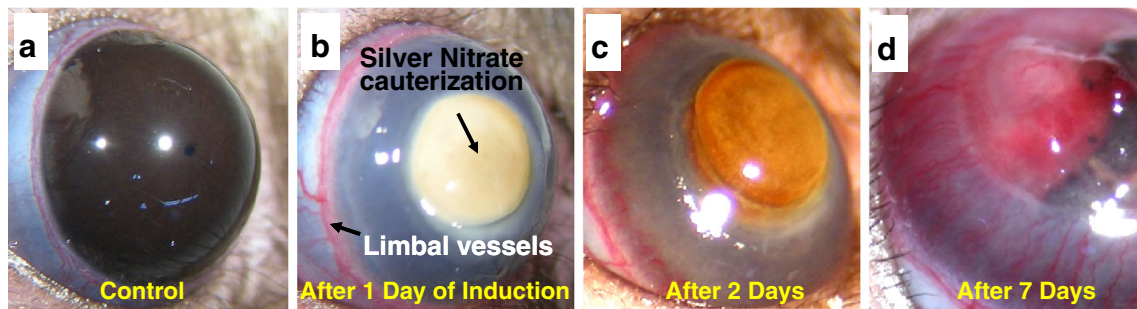 a
b
c
d
Silver Nitrate
cauterization
Limbal vessels
Control
After 1 Day of Induction
After 2 Days
After 7 Days